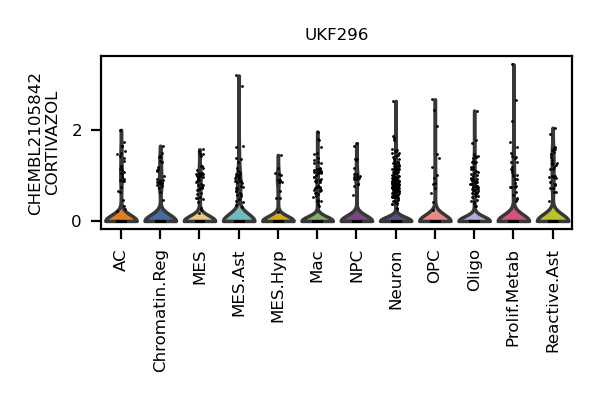 UKF296
CHEMBL2105842
CORTIVAZOL
2
0
AC
Chromatin.Reg
MES
MES.Ast
MES.Hyp
Mac
NPC
Neuron
OPC
Oligo
Prolif.Metab
Reactive.Ast